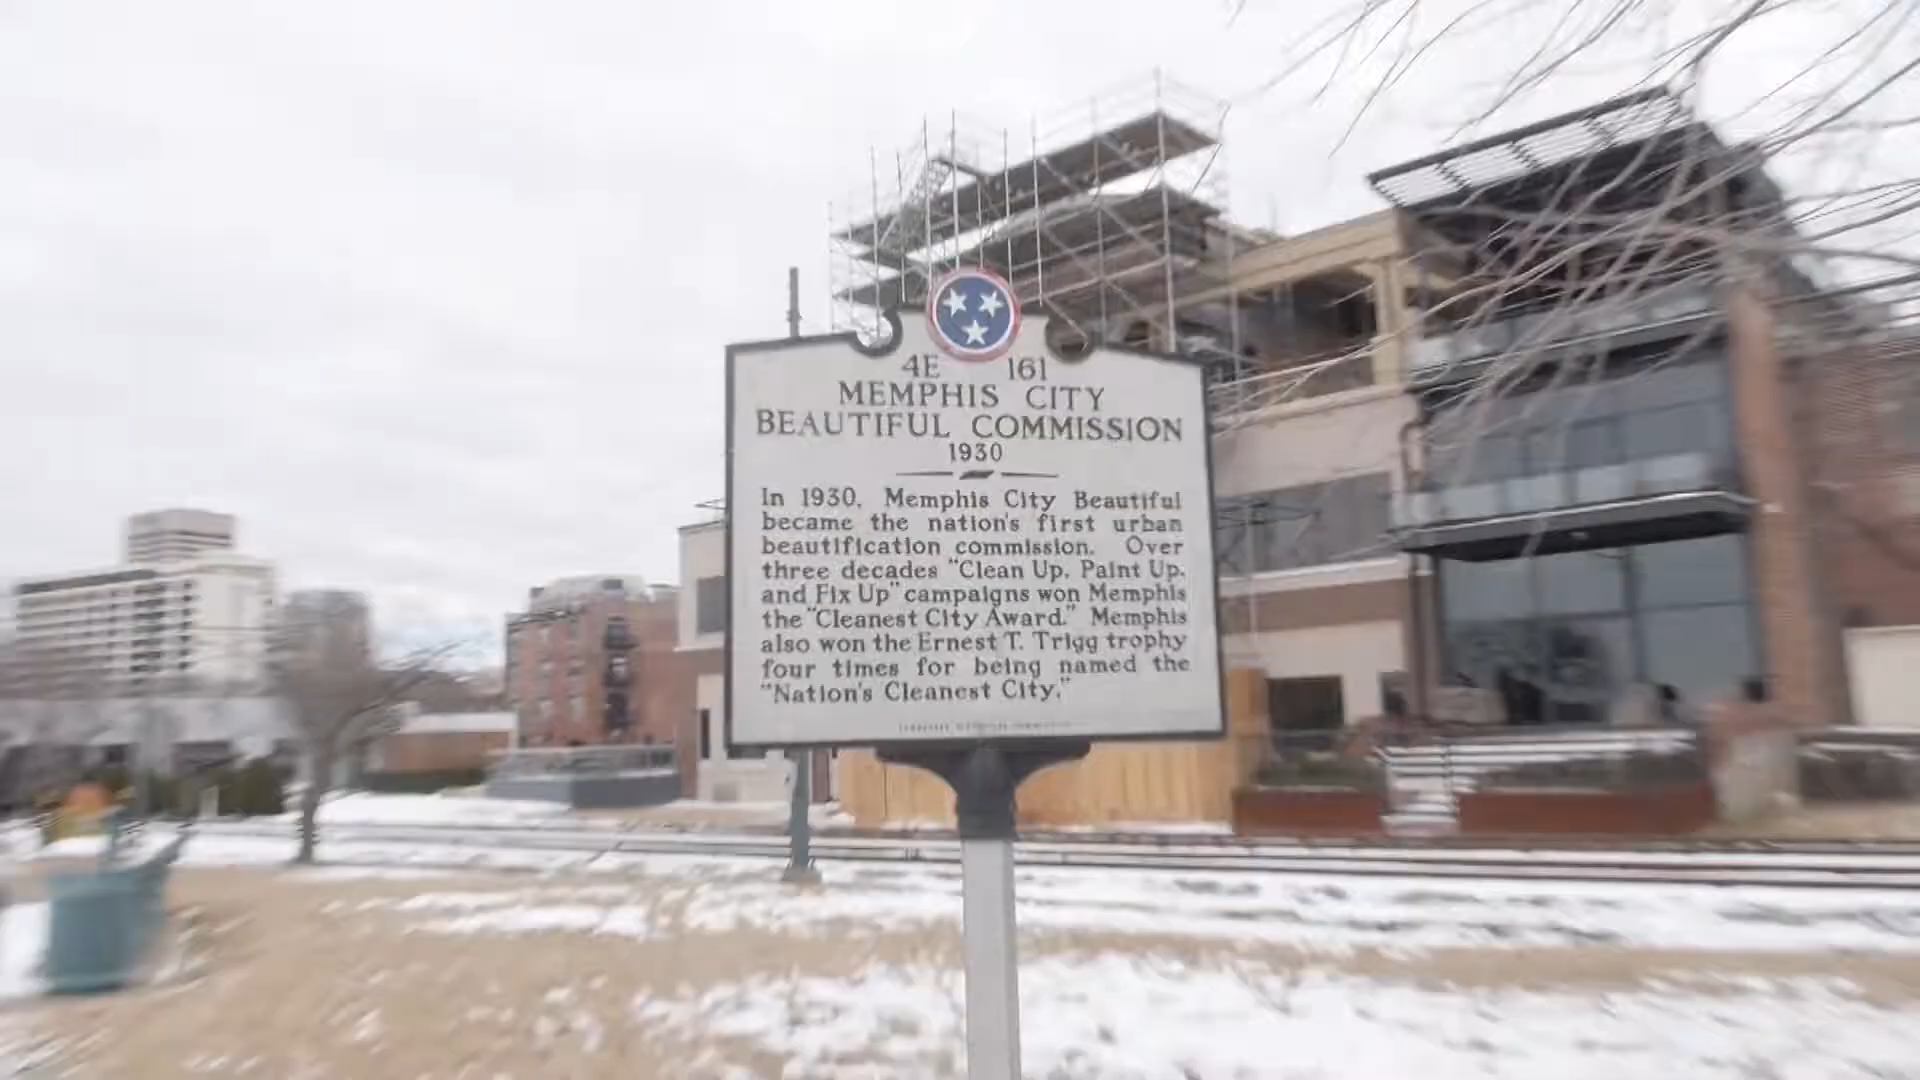 4E 161
MEMPHIS CITY
BEAUTIFUL COMMISSION
1930
In 1930, Memphis City Beautiful
became the nation's first urban
beautification commission. Over
three decades "Clean Up, Paint Up,
and Fix Up" campaigns won Memphis
the "Cleanest City Award." Memphis
also won the Ernest T. Trigg trophy
four times for being named the
"Nation's Cleanest City."